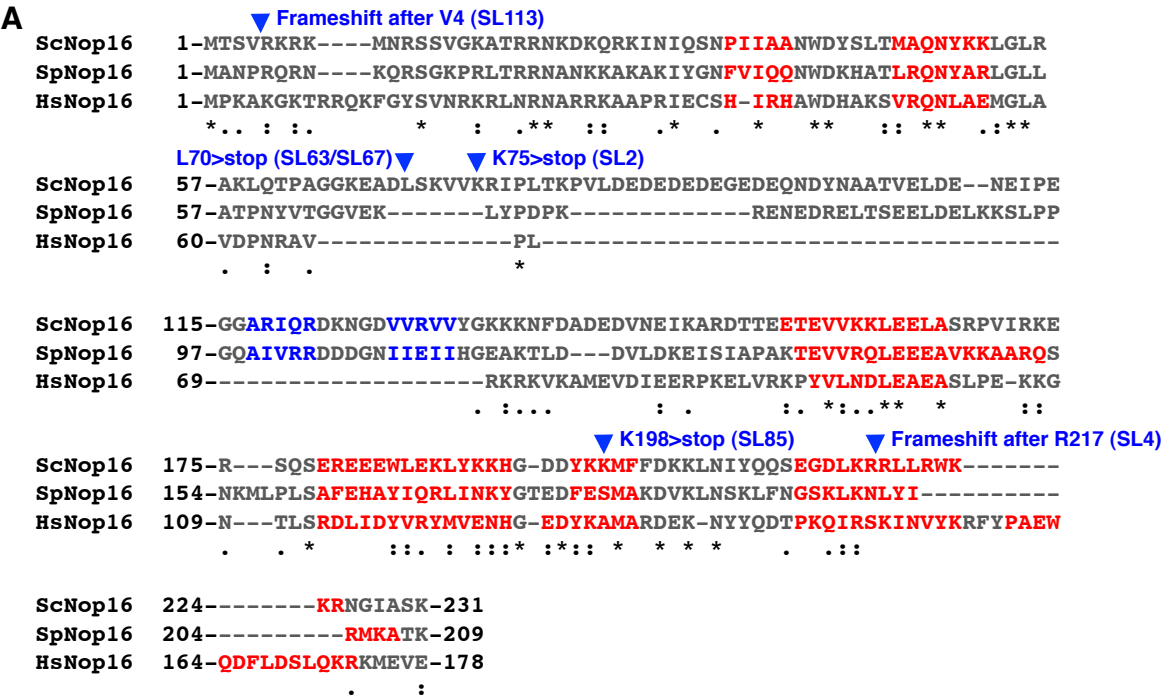 A
▼ Frameshift after V4 (SL113)
ScNop16 1-MTSVRKRK----MNRSSVGKATRRNKDKQRKINIQSNPIIAANWDYSLTMAQNYKKLGLR
SpNop16 1-MANPRQRN----KQRSGKPRLTRRNANKKAKAKIYGNFVIQQNWDKHATLRQNYARLGLL
HsNop16 1-MPKAKGKTRRQKFGYSVNRKRLNRNARRKAAPRIECSH-IRHAWDHAKSVRQNLAEMGLA
*.. : :. * : .** :: .* . * ** :: ** .:**
L70>stop (SL63/SL67) ▼ ▼ K75>stop (SL2)
ScNop16 57-AKLQTPAGGKEADLSKVVKRIPLTKPVLDEDEDEDEGEDEQNDYNAATVELDE--NEIPE
SpNop16 57-ATPNYVTGGVEK-------LYPDPK-------------RENEDRELTSEELDELKKSLPP
HsNop16 60-VDPNRAV--------------PL-------------------------------------
. : . *
ScNop16 115-GGARIQRDKNGDVVRVVYGKKKNFDADEDVNEIKARDTTEETEVVKKLEELASRPVIRKE
SpNop16 97-GQAIVRRDDDGNIIEIIHGEAKTLD---DVLDKEISIAPAKTEVVRQLEEEAVKKAARQS
HsNop16 69-------------------RKRKVKAMEVDIEERPKELVRKPYVLNDLEAEASLPE-KKG
. :... : . :. *:..** * ::
▼ K198>stop (SL85) ▼ Frameshift after R217 (SL4)
ScNop16 175-R---SQSEREEEWLEKLYKKHG-DDYKKMFFDKKLNIYQQSEGDLKRRLLRWK-------
SpNop16 154-NKMLPLSAFEHAYIQRLINKYGTEDFESMAKDVKLNSKLFNGSKLKNLYI----------
HsNop16 109-N---TLSRDLIDYVRYMVENHG-EDYKAMARDEK-NYYQDTPKQIRSKINVYKRFYPAEW
. . * ::. : :::* :*:: * * * * . .::
ScNop16 224-------­-KRNGIASK-231
SpNop16 204----------RMKATK-209
HsNop16 164-QDFLDSLQKRKMEVE-178
. :